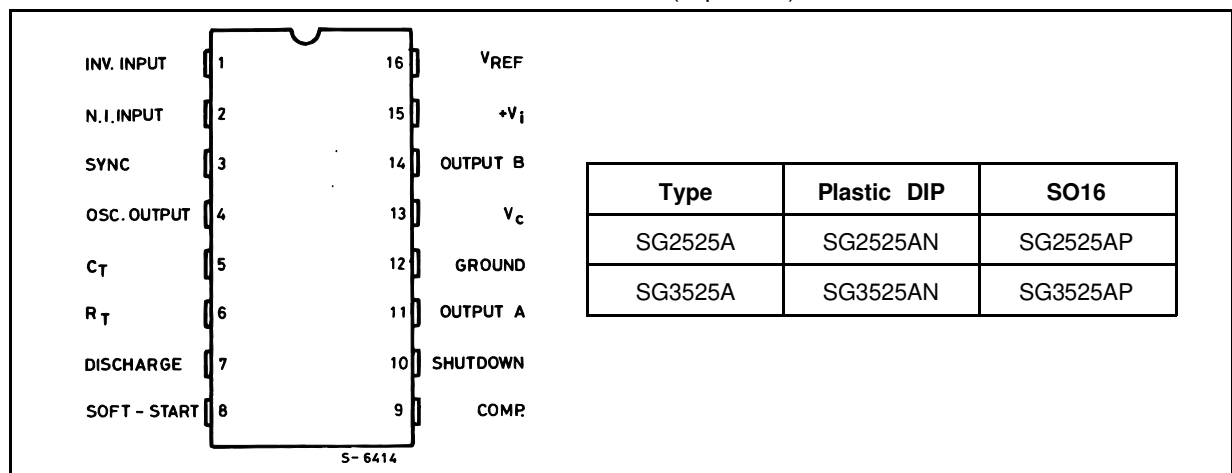 INV. INPUT 1 16 VREF
N.I.INPUT 2 15 +Vi
SYNC 3 14 OUTPUT B
OSC. OUTPUT 4 13 Vc
CT 5 12 GROUND
RT 6 11 OUTPUT A
DISCHARGE 7 10 SHUTDOWN
SOFT - START 8 9 COMP.
S-6414
Type Plastic DIP SO16
SG2525A SG2525AN SG2525AP
SG3525A SG3525AN SG3525AP